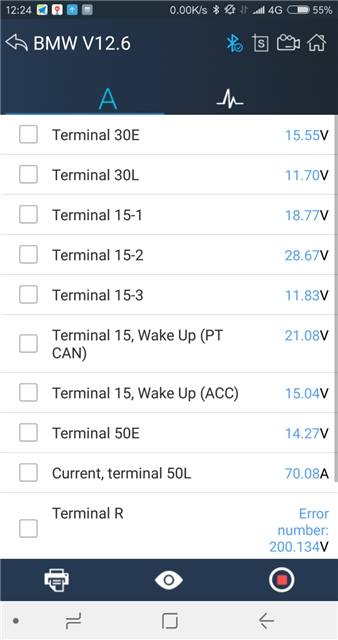 12:24 0.00K/s 4G 55%
BMW V12.6
S
A
Terminal 30E 15.55V
Terminal 30L 11.70V
Terminal 15-1 18.77V
Terminal 15-2 28.67V
Terminal 15-3 11.83V
Terminal 15, Wake Up (PT 21.08V
CAN)
Terminal 15, Wake Up (ACC) 15.04V
Terminal 50E 14.27V
Current, terminal 50L 70.08A
Terminal R Error
number:
200.134V